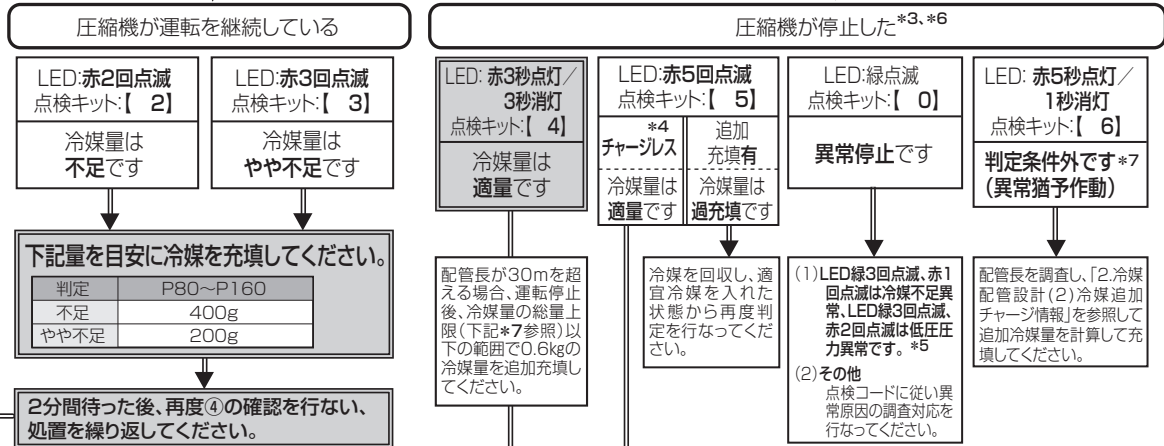 圧縮機が運転を継続している
LED:赤2回点滅
点検キット:【 2】
冷媒量は
不足です
LED:赤3回点滅
点検キット:【 3】
冷媒量は
やや不足です
下記量を目安に冷媒を充填してください。
判定 P80〜P160
不足 400g
やや不足 200g
2分間待った後、再度④の確認を行ない、
処置を繰り返してください。
圧縮機が停止した*3、*6
LED: 赤3秒点灯／
3秒消灯
点検キット:【 4】
冷媒量は
適量です
配管長が30mを超
える場合、運転停止
後、冷媒量の総量上
限(下記*7参照)以
下の範囲で0.6kgの
冷媒量を追加充填し
てください。
LED:赤5回点滅
点検キット:【 5】
*4
チャージレス
冷媒量は
適量です
追加
充填有
冷媒量は
過充填です
冷媒を回収し、適
宜冷媒を入れた
状態から再度判
定を行なってくだ
さい。
LED:緑点滅
点検キット:【 0】
異常停止です
(1)LED緑3回点滅、赤1
回点滅は冷媒不足異
常、LED緑3回点滅、
赤2回点滅は低圧圧
力異常です。*5
(2)その他
点検コードに従い異
常原因の調査対応を
行なってください。
LED: 赤5秒点灯／
1秒消灯
点検キット:【 6】
判定条件外です*7
(異常猶予作動)
配管長を調査し、「2.冷媒
配管設計(2)冷媒追加
チャージ情報」を参照して
追加冷媒量を計算して充
填してください。